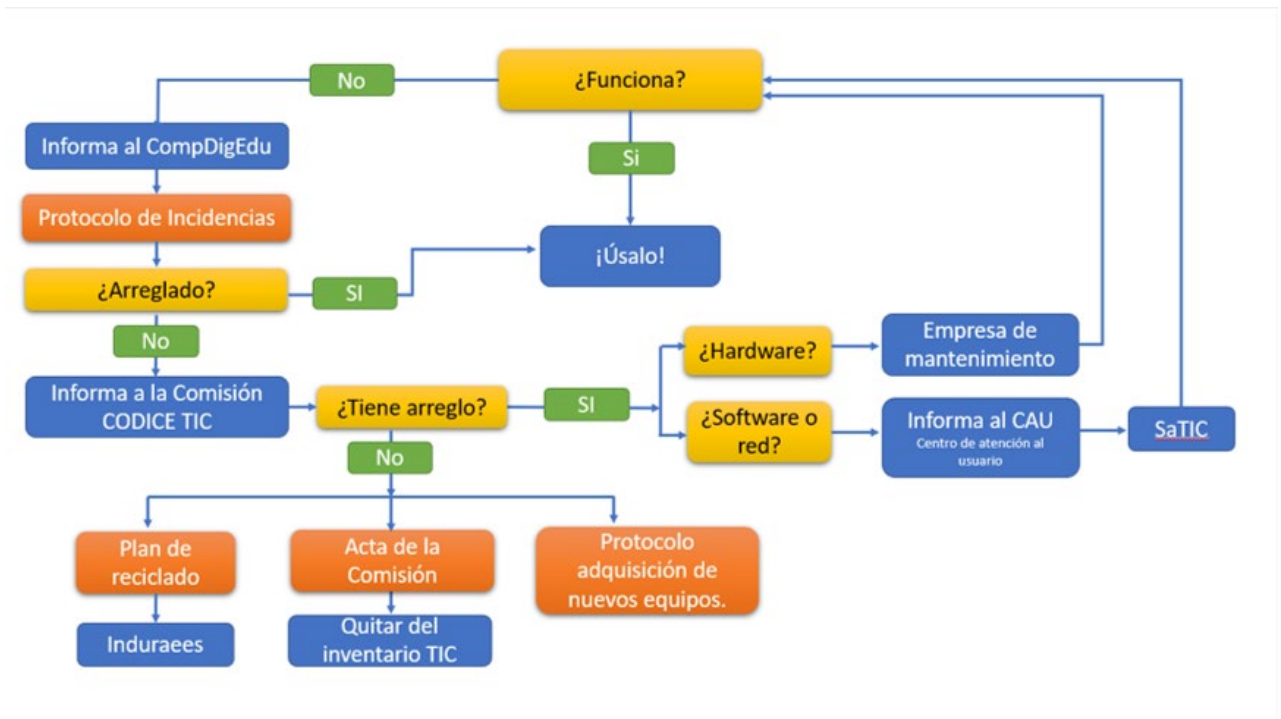 ¿Funciona?
No
Si
Informa al CompDigEdu
Protocolo de Incidencias
¡Úsalo!
¿Arreglado?
SI
No
Informa a la Comisión
CODICE TIC
¿Tiene arreglo?
SI
¿Hardware?
Empresa de
mantenimiento
¿Software o
red?
Informa al CAU
Centro de atención al
usuario
SaTIC
No
Plan de
reciclado
Acta de la
Comisión
Protocolo
adquisición de
nuevos equipos.
Induraees
Quitar del
inventario TIC